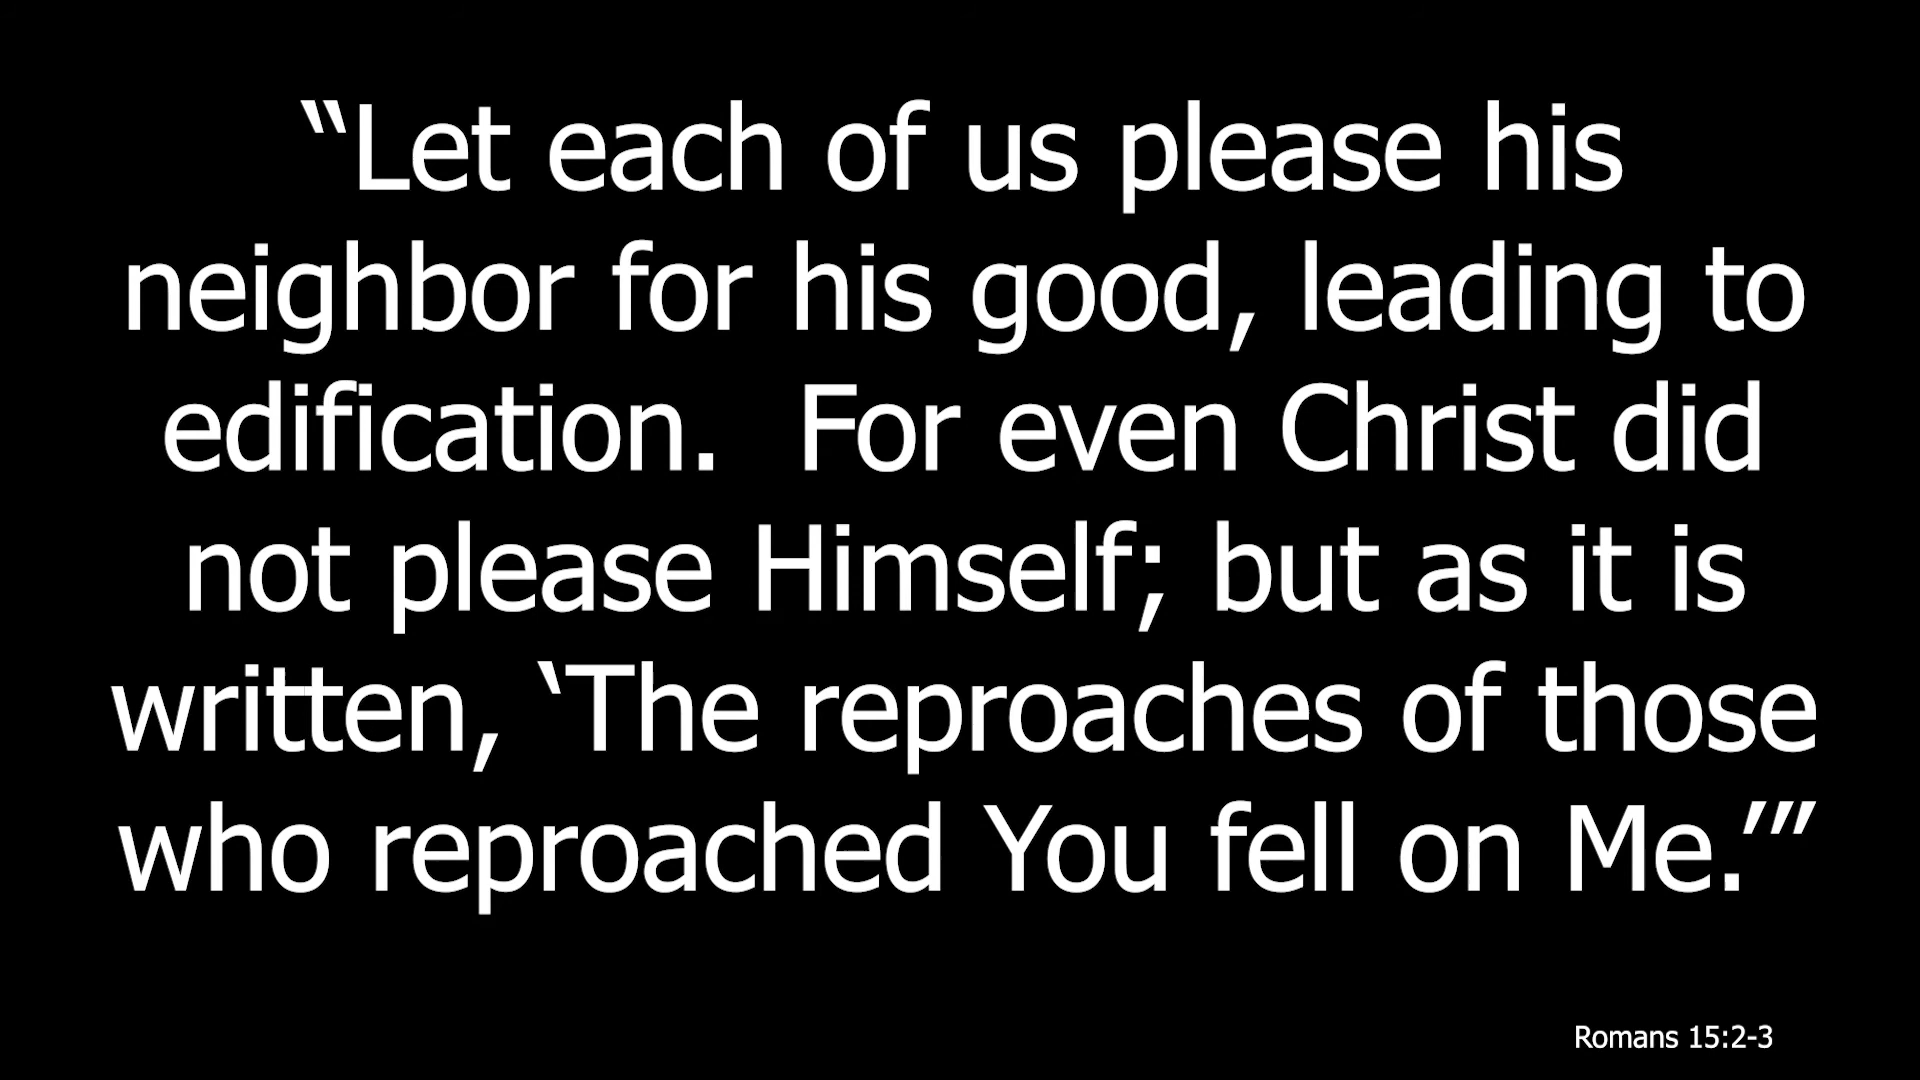 “Let each of us please his
neighbor for his good, leading to
edification.  For even Christ did
not please Himself; but as it is
written, ‘The reproaches of those
who reproached You fell on Me.’”
Romans 15:2-3